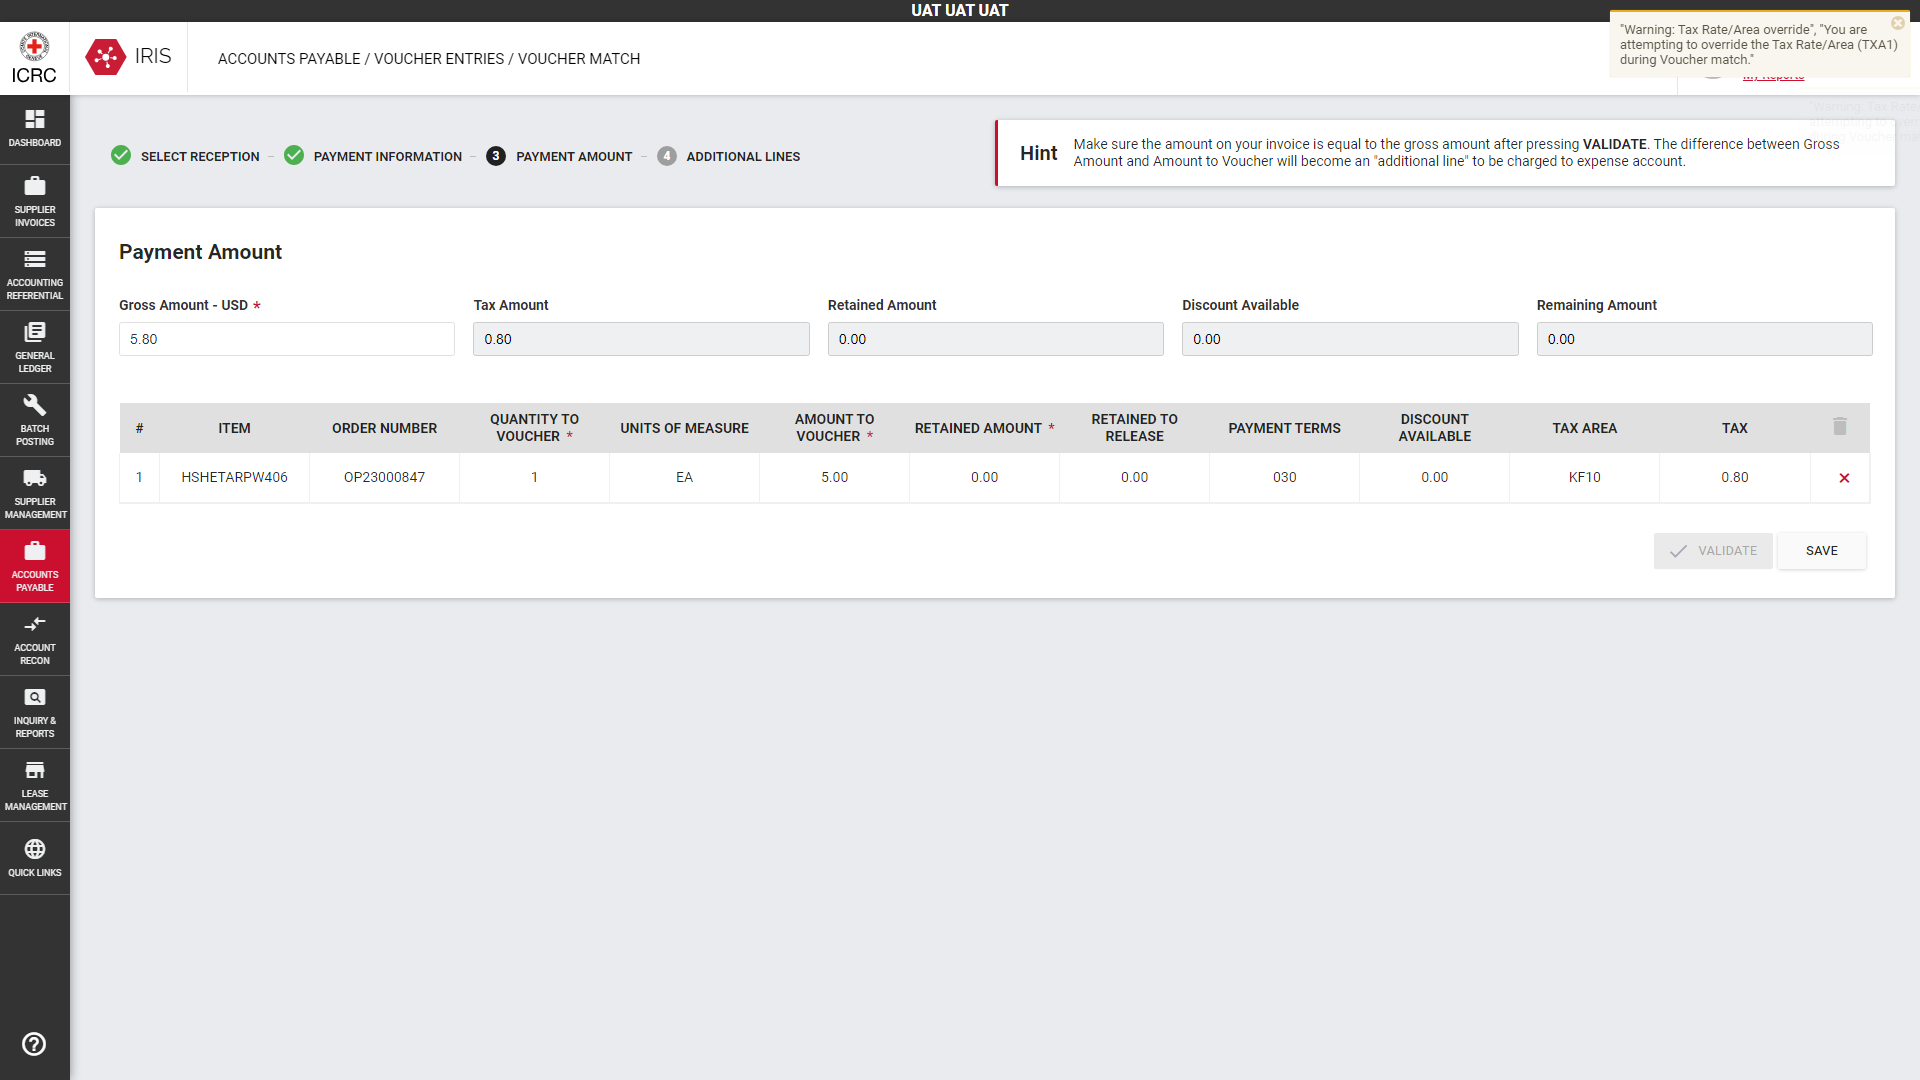 UAT UAT UAT
ICRC
IRIS
ACCOUNTS PAYABLE / VOUCHER ENTRIES / VOUCHER MATCH
"Warning: Tax Rate/Area override", "You are
attempting to override the Tax Rate/Area (TXA1)
during Voucher match."
My Reports
DASHBOARD
SUPPLIER
INVOICES
ACCOUNTING
REFERENTIAL
GENERAL
LEDGER
BATCH
POSTING
SUPPLIER
MANAGEMENT
ACCOUNTS
PAYABLE
ACCOUNT
RECON
INQUIRY &
REPORTS
LEASE
MANAGEMENT
QUICK LINKS
SELECT RECEPTION
PAYMENT INFORMATION
3 PAYMENT AMOUNT
4 ADDITIONAL LINES
Hint
Make sure the amount on your invoice is equal to the gross amount after pressing VALIDATE. The difference between Gross
Amount and Amount to Voucher will become an "additional line" to be charged to expense account.
Payment Amount
Gross Amount - USD * Tax Amount Retained Amount Discount Available Remaining Amount
5.80 0.80 0.00 0.00 0.00
# ITEM ORDER NUMBER QUANTITY TO VOUCHER * UNITS OF MEASURE AMOUNT TO VOUCHER * RETAINED AMOUNT * RETAINED TO RELEASE PAYMENT TERMS DISCOUNT AVAILABLE TAX AREA TAX
1 HSHETARPW406 OP23000847 1 EA 5.00 0.00 0.00 030 0.00 KF10 0.80
VALIDATE
SAVE